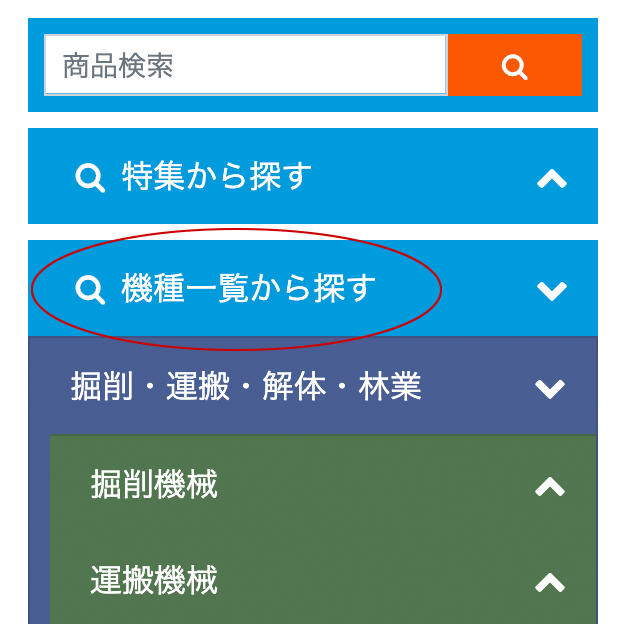 商品検索
特集から探す
機種一覧から探す
掘削・運搬・解体・林業
掘削機械
運搬機械